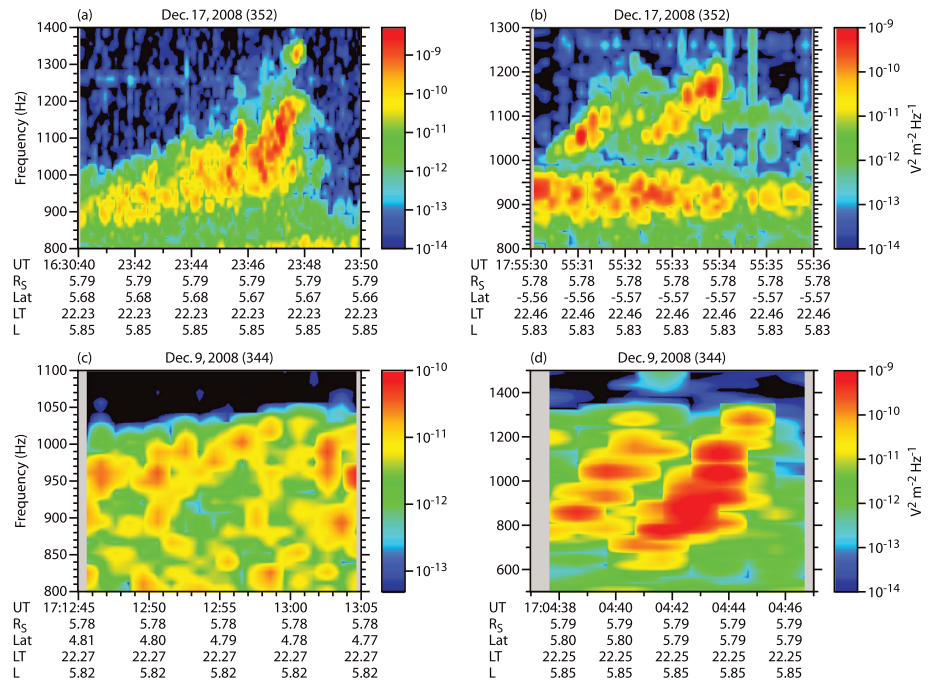 (a) Dec. 17, 2008 (352)
Frequency (Hz)
1400
1300
1200
1100
1000
900
800
10⁻⁹
10⁻¹⁰
10⁻¹¹
10⁻¹²
10⁻¹³
10⁻¹⁴
UT 16:30:40 23:42 23:44 23:46 23:48 23:50
R_S 5.79 5.79 5.79 5.79 5.79 5.79
Lat 5.68 5.68 5.68 5.67 5.67 5.66
LT 22.23 22.23 22.23 22.23 22.23 22.23
L 5.85 5.85 5.85 5.85 5.85 5.85
(b) Dec. 17, 2008 (352)
1300
1200
1100
1000
900
800
10⁻⁹
10⁻¹⁰
10⁻¹¹
10⁻¹²
10⁻¹³
10⁻¹⁴
V² m⁻² Hz⁻¹
UT 17:55:30 55:31 55:32 55:33 55:34 55:35 55:36
R_S 5.78 5.78 5.78 5.78 5.78 5.78 5.78
Lat -5.56 -5.56 -5.57 -5.57 -5.57 -5.57 -5.57
LT 22.46 22.46 22.46 22.46 22.46 22.46 22.46
L 5.83 5.83 5.83 5.83 5.83 5.83 5.83
(c) Dec. 9, 2008 (344)
Frequency (Hz)
1100
1050
1000
950
900
850
800
10⁻¹⁰
10⁻¹¹
10⁻¹²
10⁻¹³
UT 17:12:45 12:50 12:55 13:00 13:05
R_S 5.78 5.78 5.78 5.78 5.78
Lat 4.81 4.80 4.79 4.78 4.77
LT 22.27 22.27 22.27 22.27 22.27
L 5.82 5.82 5.82 5.82 5.82
(d) Dec. 9, 2008 (344)
1400
1200
1000
800
600
10⁻⁹
10⁻¹⁰
10⁻¹¹
10⁻¹²
10⁻¹³
10⁻¹⁴
V² m⁻² Hz⁻¹
UT 17:04:38 04:40 04:42 04:44 04:46
R_S 5.79 5.79 5.79 5.79 5.79
Lat 5.80 5.80 5.79 5.79 5.79
LT 22.25 22.25 22.25 22.25 22.25
L 5.85 5.85 5.85 5.85 5.85